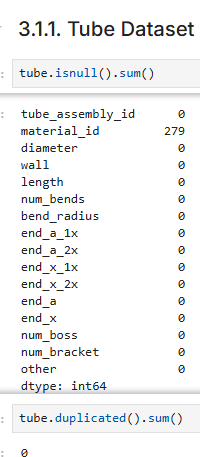 3.1.1. Tube Dataset
tube.isnull().sum()
tube_assembly_id 0
material_id 279
diameter 0
wall 0
length 0
num_bends 0
bend_radius 0
end_a_1x 0
end_a_2x 0
end_x_1x 0
end_x_2x 0
end_a 0
end_x 0
num_boss 0
num_bracket 0
other 0
dtype: int64
tube.duplicated().sum()
0